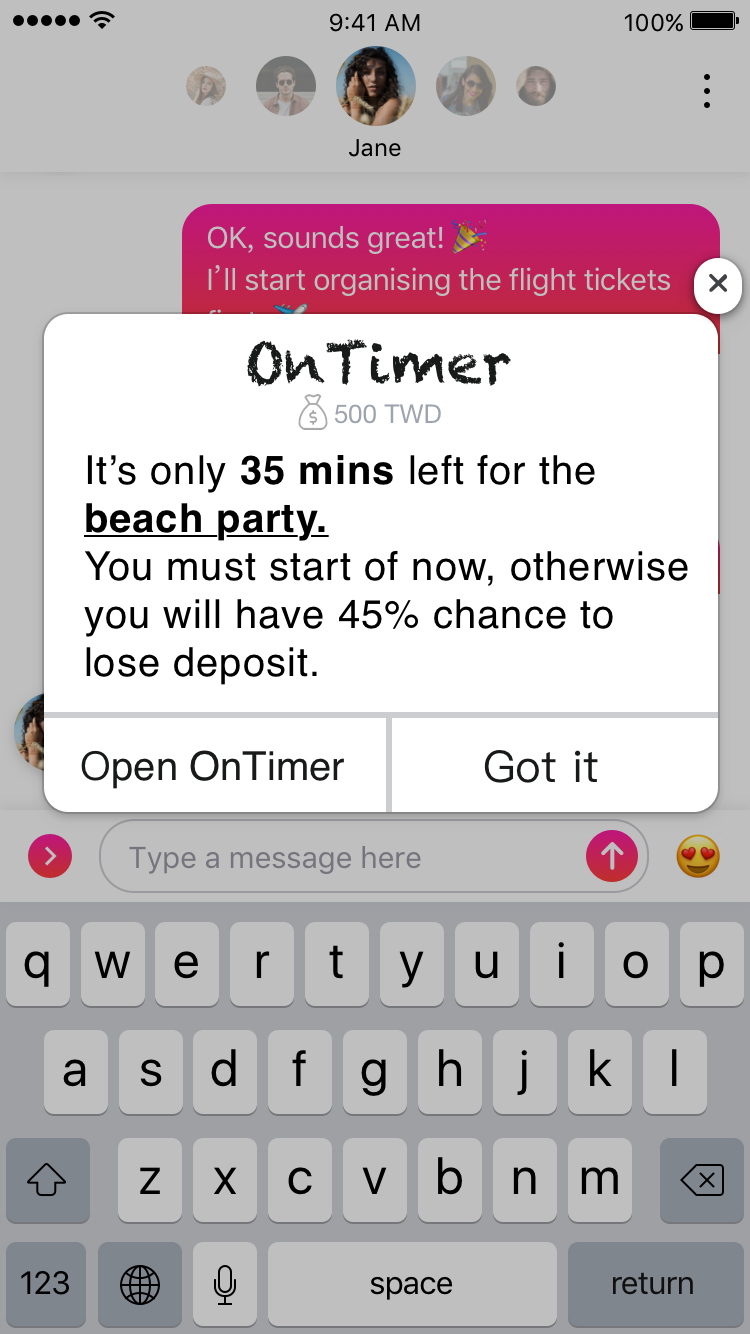 9:41 AM
100%
Jane
OK, sounds great! 🎉
I’ll start organising the flight tickets
OnTimer
500 TWD
It’s only 35 mins left for the
beach party.
You must start of now, otherwise
you will have 45% chance to
lose deposit.
Open OnTimer
Got it
Type a message here
q w e r t y u i o p
a s d f g h j k l
z x c v b n m
123
space
return